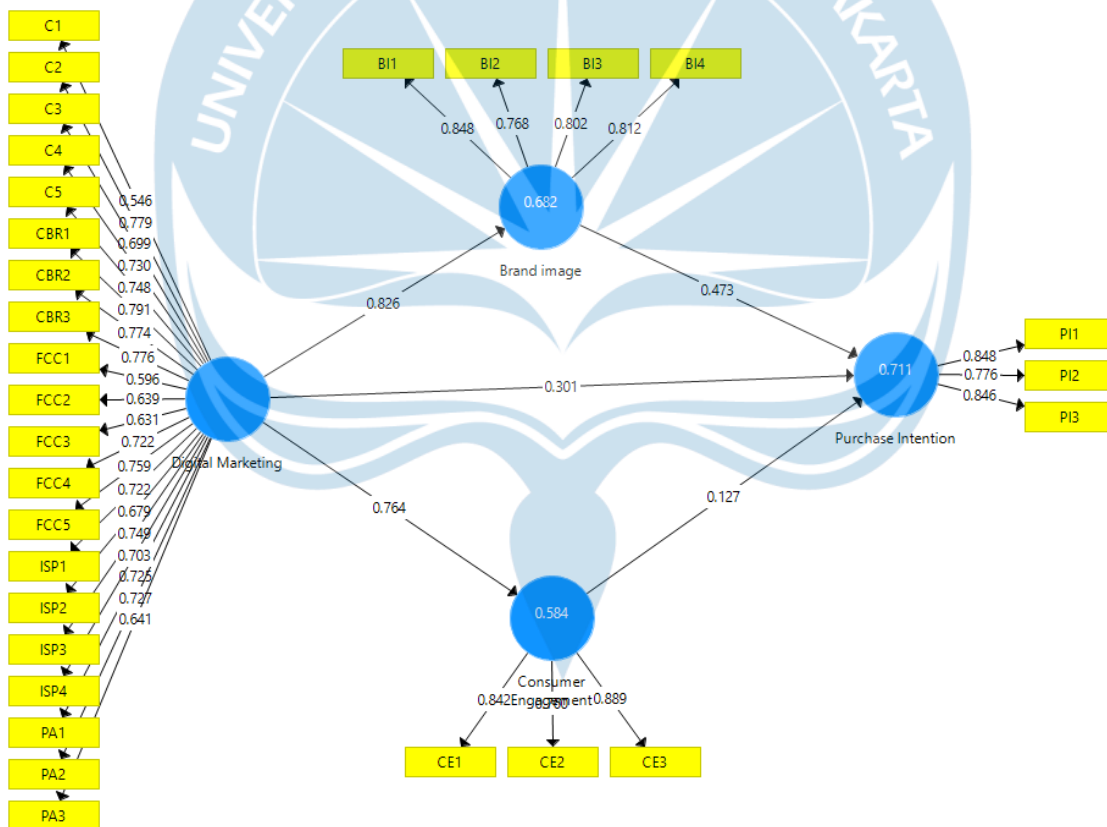 C1
C2
C3
C4
C5
CBR1
CBR2
CBR3
FCC1
FCC2
FCC3
FCC4
FCC5
ISP1
ISP2
ISP3
ISP4
PA1
PA2
PA3
0.546
0.779
0.699
0.730
0.748
0.791
0.774
0.776
0.596
0.639
0.631
0.722
0.759
0.722
0.679
0.749
0.703
0.725
0.727
0.641
Digital Marketing
BI1 BI2 BI3 BI4
0.848 0.768 0.802 0.812
0.682
Brand image
0.826
0.473
0.301
0.764
0.127
0.711
Purchase Intention
0.848
0.776
0.846
PI1
PI2
PI3
0.584
Consumer
Engagement
0.842 0.889
CE1 CE2 CE3